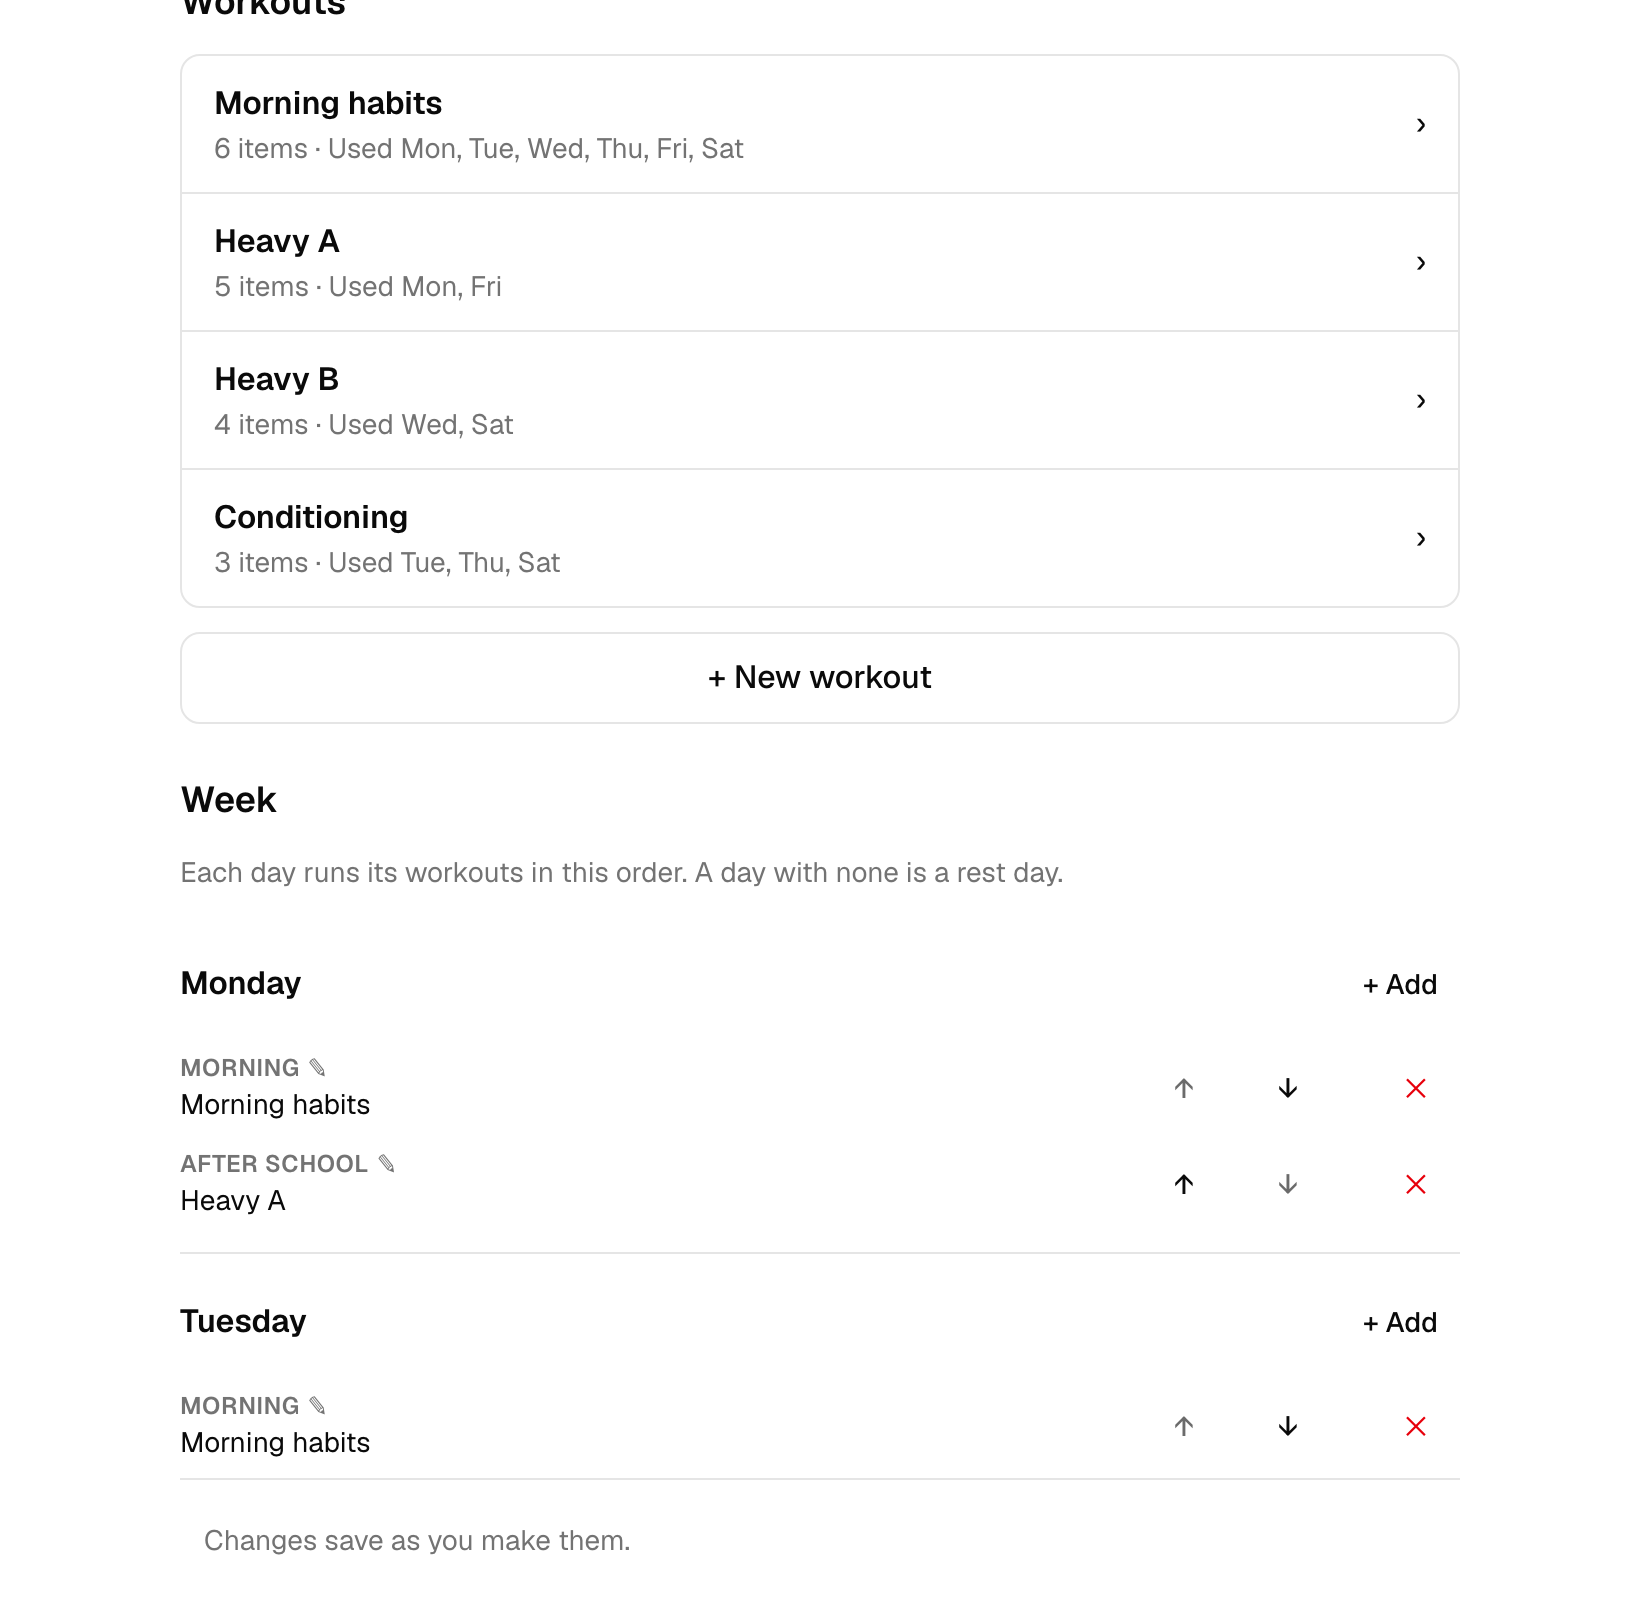 Workouts
Morning habits
6 items · Used Mon, Tue, Wed, Thu, Fri, Sat
›
Heavy A
5 items · Used Mon, Fri
›
Heavy B
4 items · Used Wed, Sat
›
Conditioning
3 items · Used Tue, Thu, Sat
›
+ New workout
Week
Each day runs its workouts in this order. A day with none is a rest day.
Monday + Add
MORNING ✎
Morning habits
↑ ↓ ×
AFTER SCHOOL ✎
Heavy A
↑ ↓ ×
Tuesday + Add
MORNING ✎
Morning habits
↑ ↓ ×
Changes save as you make them.